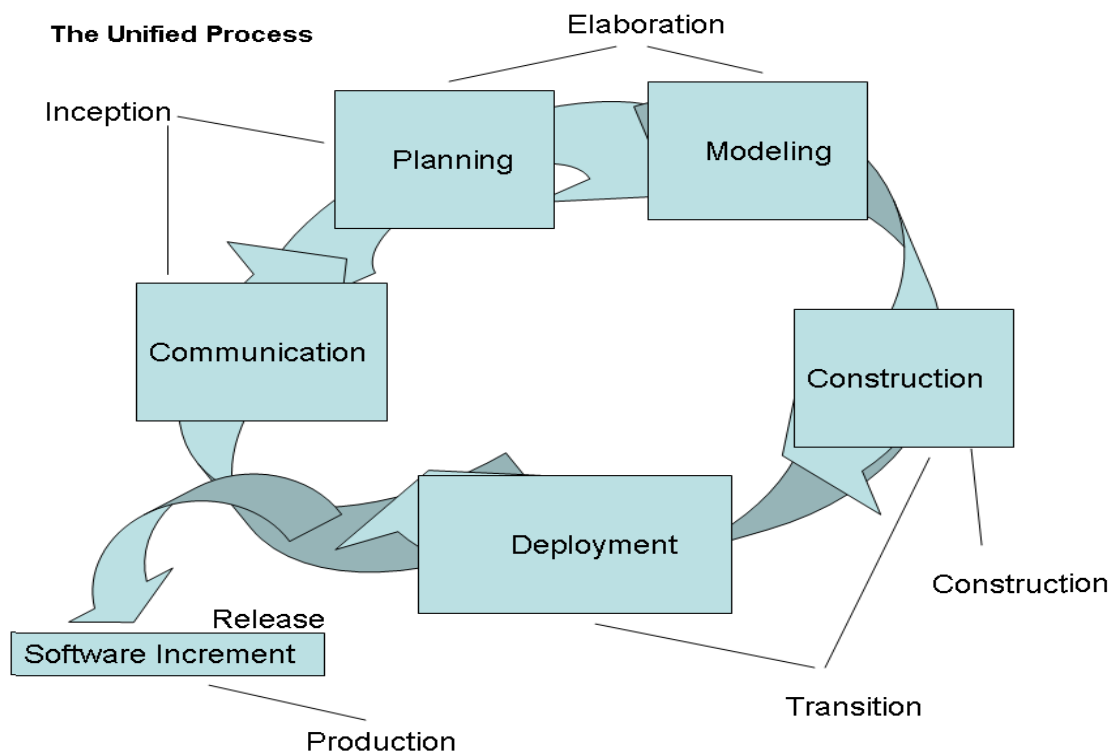 The Unified Process
Elaboration
Inception
Planning
Modeling
Communication
Construction
Deployment
Construction
Release
Software Increment
Transition
Production